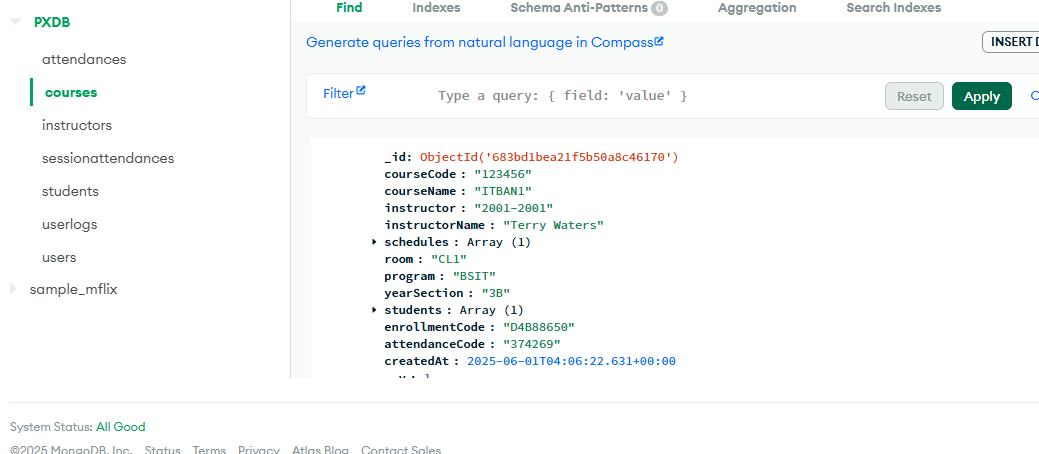 Find Indexes Schema Anti-Patterns 0 Aggregation Search Indexes
PXDB
attendances
courses
instructors
sessionattendances
students
userlogs
users
sample_mflix
Generate queries from natural language in Compass
INSERT
Filter Type a query: { field: 'value' } Reset Apply
_id: ObjectId('683bd1bea21f5b50a8c46170')
courseCode : "123456"
courseName : "ITBAN1"
instructor : "2001-2001"
instructorName : "Terry Waters"
schedules : Array (1)
room : "CL1"
program : "BSIT"
yearSection : "3B"
students : Array (1)
enrollmentCode : "D4B88650"
attendanceCode : "374269"
createdAt : 2025-06-01T04:06:22.631+00:00
System Status: All Good
©2025 MongoDB, Inc. Status Terms Privacy Atlas Blog Contact Sales